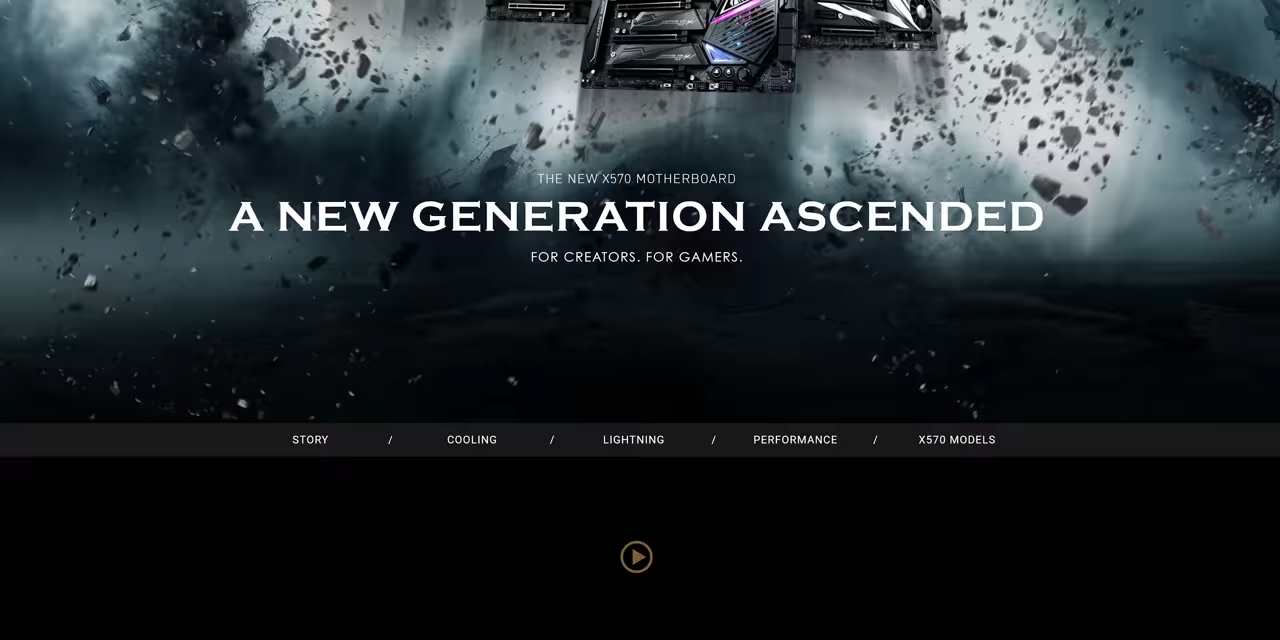 THE NEW X570 MOTHERBOARD
A NEW GENERATION ASCENDED
FOR CREATORS. FOR GAMERS.
STORY / COOLING / LIGHTNING / PERFORMANCE / X570 MODELS